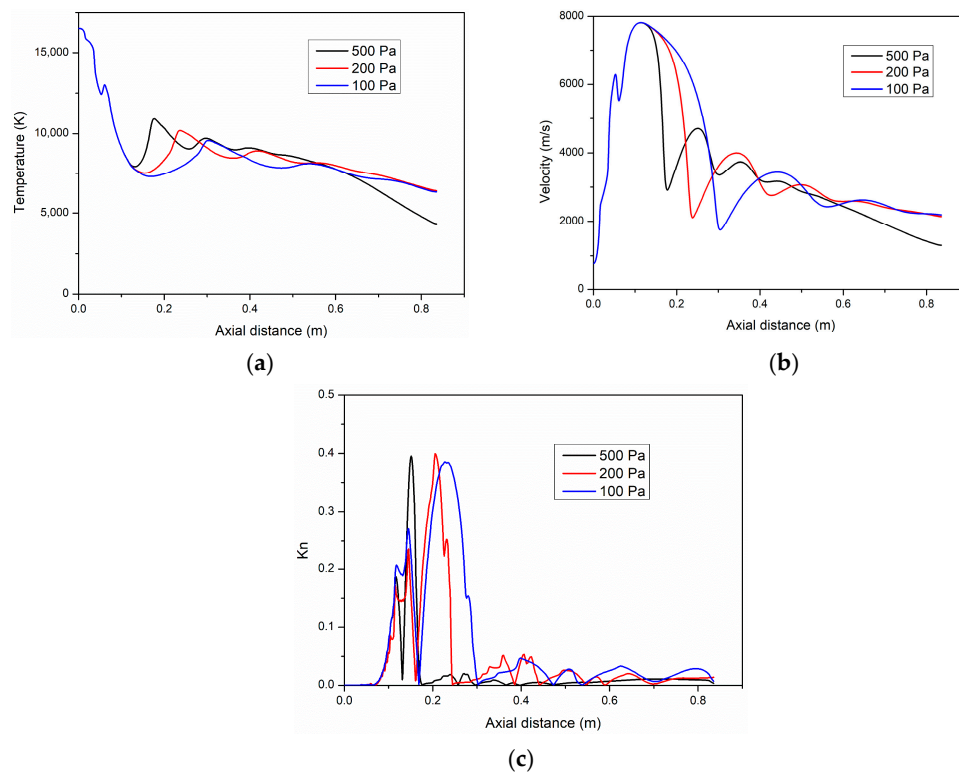 15,000
10,000
5,000
0
0.0 0.2 0.4 0.6 0.8
Temperature (K)
Axial distance (m)
500 Pa
200 Pa
100 Pa
(a)
8000
6000
4000
2000
0
0.0 0.2 0.4 0.6 0.8
Velocity (m/s)
Axial distance (m)
500 Pa
200 Pa
100 Pa
(b)
0.5
0.4
0.3
0.2
0.1
0.0
0.0 0.2 0.4 0.6 0.8
Kn
Axial distance (m)
500 Pa
200 Pa
100 Pa
(c)